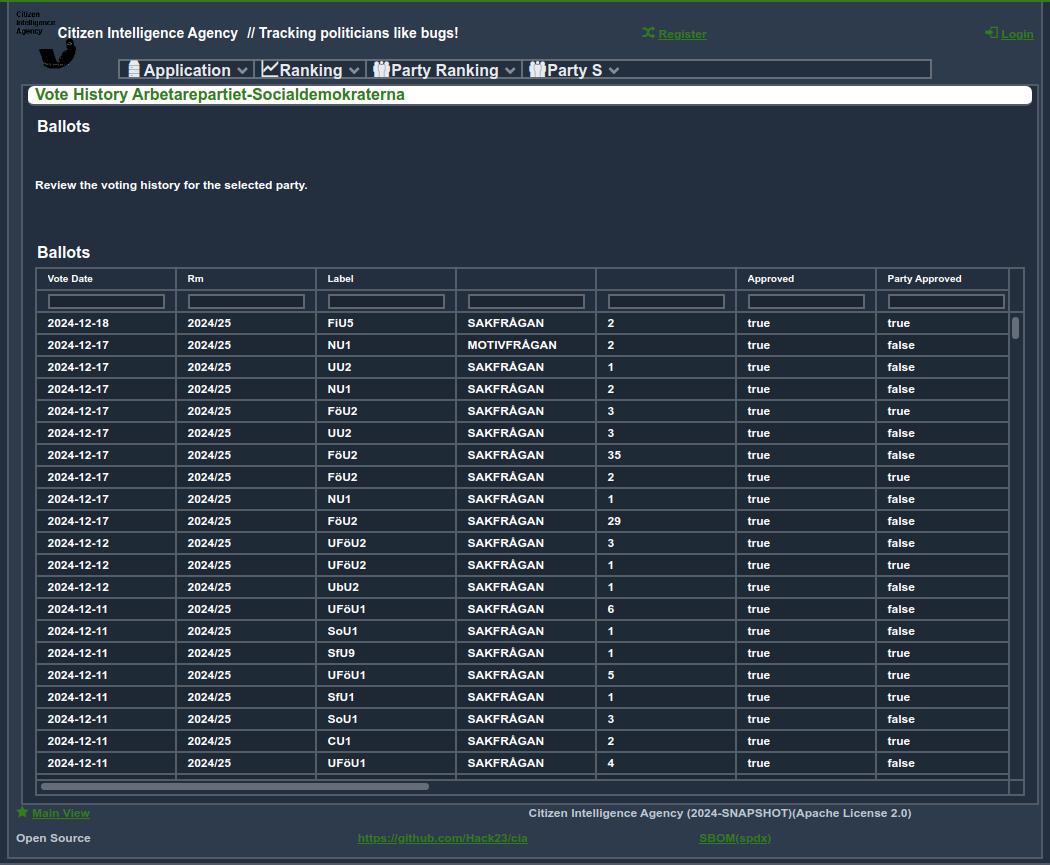 Citizen
Intelligence
Agency
Citizen Intelligence Agency // Tracking politicians like bugs!
Register
Login
Application Ranking Party Ranking Party S
Vote History Arbetarepartiet-Socialdemokraterna
Ballots
Review the voting history for the selected party.
Ballots
Vote Date Rm Label Approved Party Approved
2024-12-18 2024/25 FiU5 SAKFRÅGAN 2 true true
2024-12-17 2024/25 NU1 MOTIVFRÅGAN 2 true false
2024-12-17 2024/25 UU2 SAKFRÅGAN 1 true false
2024-12-17 2024/25 NU1 SAKFRÅGAN 2 true false
2024-12-17 2024/25 FöU2 SAKFRÅGAN 3 true true
2024-12-17 2024/25 UU2 SAKFRÅGAN 3 true false
2024-12-17 2024/25 FöU2 SAKFRÅGAN 35 true false
2024-12-17 2024/25 FöU2 SAKFRÅGAN 2 true true
2024-12-17 2024/25 NU1 SAKFRÅGAN 1 true false
2024-12-17 2024/25 FöU2 SAKFRÅGAN 29 true false
2024-12-12 2024/25 UFöU2 SAKFRÅGAN 3 true false
2024-12-12 2024/25 UFöU2 SAKFRÅGAN 1 true true
2024-12-12 2024/25 UbU2 SAKFRÅGAN 1 true false
2024-12-11 2024/25 UFöU1 SAKFRÅGAN 6 true false
2024-12-11 2024/25 SoU1 SAKFRÅGAN 1 true false
2024-12-11 2024/25 SfU9 SAKFRÅGAN 1 true true
2024-12-11 2024/25 UFöU1 SAKFRÅGAN 5 true true
2024-12-11 2024/25 SfU1 SAKFRÅGAN 1 true true
2024-12-11 2024/25 SoU1 SAKFRÅGAN 3 true false
2024-12-11 2024/25 CU1 SAKFRÅGAN 2 true true
2024-12-11 2024/25 UFöU1 SAKFRÅGAN 4 true false
Main View Citizen Intelligence Agency (2024-SNAPSHOT)(Apache License 2.0)
Open Source https://github.com/Hack23/cia SBOM(spdx)